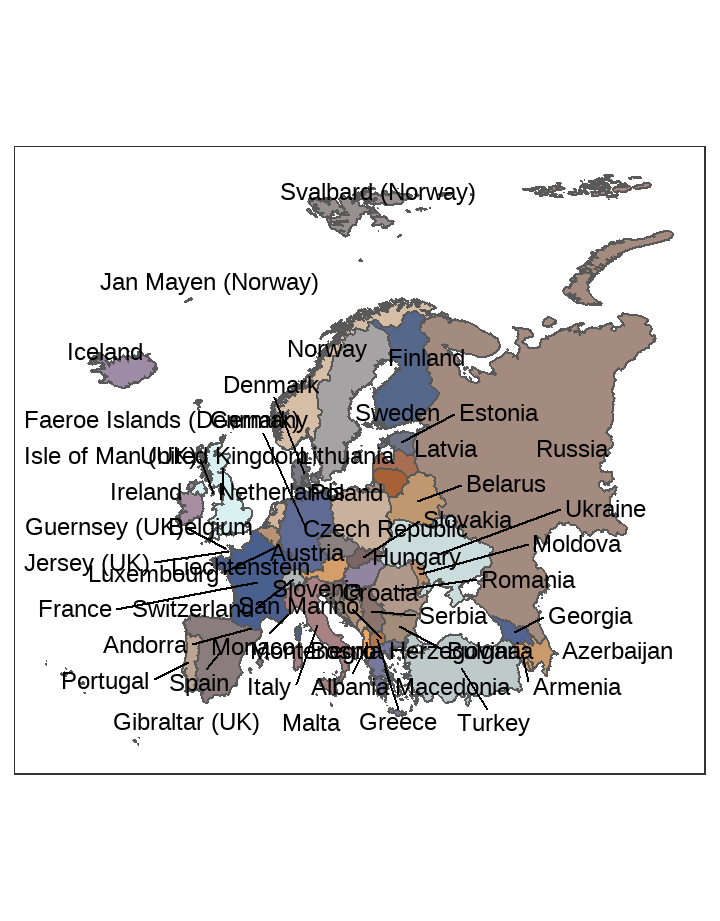 Svalbard (Norway)
Jan Mayen (Norway)
Iceland
Norway
Finland
Denmark
Faeroe Islands (Denmark)
Germany
Sweden
Estonia
Isle of Man (UK)
United Kingdom
Lithuania
Latvia
Russia
Ireland
Netherlands
Poland
Belarus
Guernsey (UK)
Belgium
Czech Republic
Slovakia
Ukraine
Jersey (UK)
Luxembourg
Liechtenstein
Austria
Hungary
Moldova
France
Switzerland
San Marino
Slovenia
Croatia
Romania
Serbia
Georgia
Andorra
Monaco
Montenegro
Bosnia Herzegovina
Bulgaria
Azerbaijan
Portugal
Spain
Italy
Albania
Macedonia
Armenia
Gibraltar (UK)
Malta
Greece
Turkey